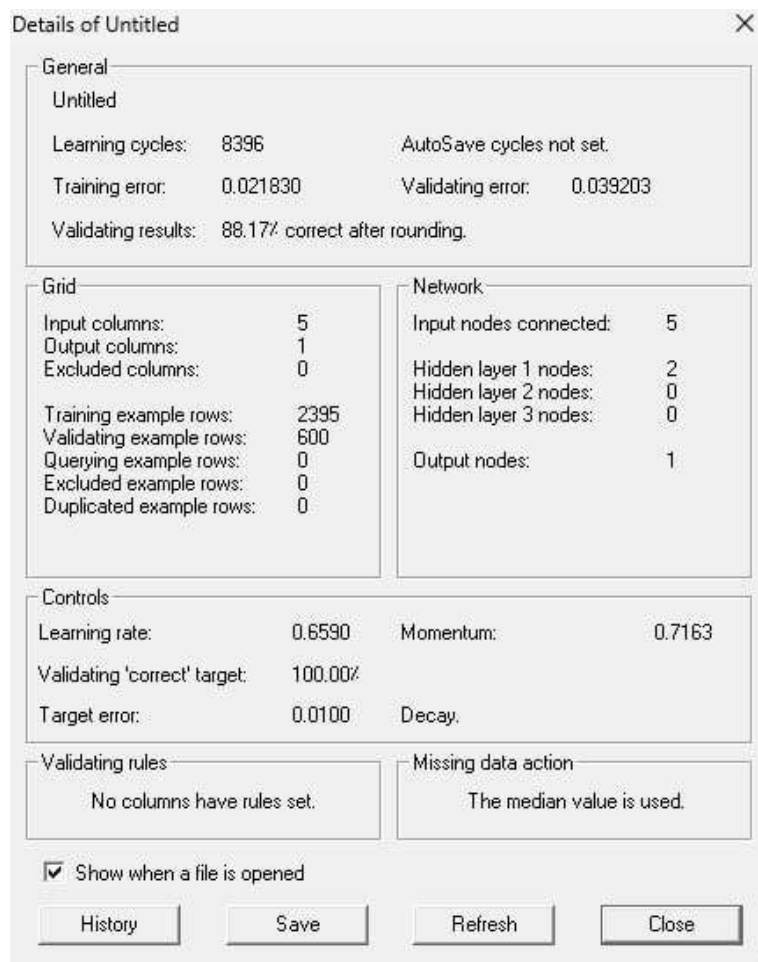 Details of Untitled
General
Untitled
Learning cycles: 8396 AutoSave cycles not set.
Training error: 0.021830 Validating error: 0.039203
Validating results: 88.17% correct after rounding.
Grid
Input columns: 5
Output columns: 1
Excluded columns: 0
Training example rows: 2395
Validating example rows: 600
Querying example rows: 0
Excluded example rows: 0
Duplicated example rows: 0
Network
Input nodes connected: 5
Hidden layer 1 nodes: 2
Hidden layer 2 nodes: 0
Hidden layer 3 nodes: 0
Output nodes: 1
Controls
Learning rate: 0.6590 Momentum: 0.7163
Validating 'correct' target: 100.00%
Target error: 0.0100 Decay.
Validating rules
No columns have rules set.
Missing data action
The median value is used.
Show when a file is opened
History Save Refresh Close